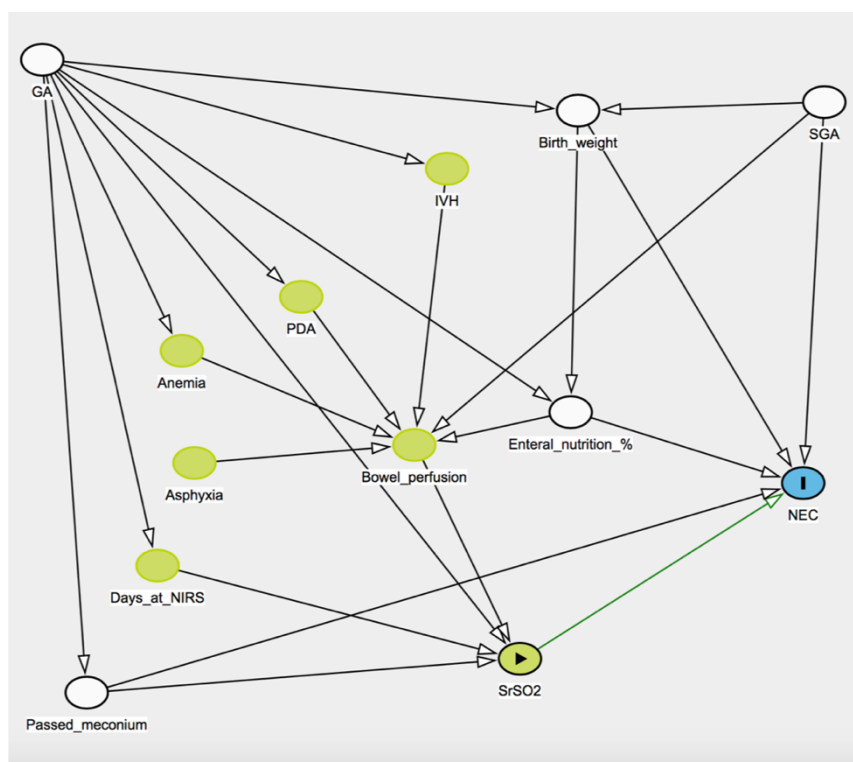 GA
Birth_weight
SGA
IVH
PDA
Anemia
Enteral_nutrition_%
Bowel_perfusion
Asphyxia
NEC
Days_at_NIRS
SrSO2
Passed_meconium